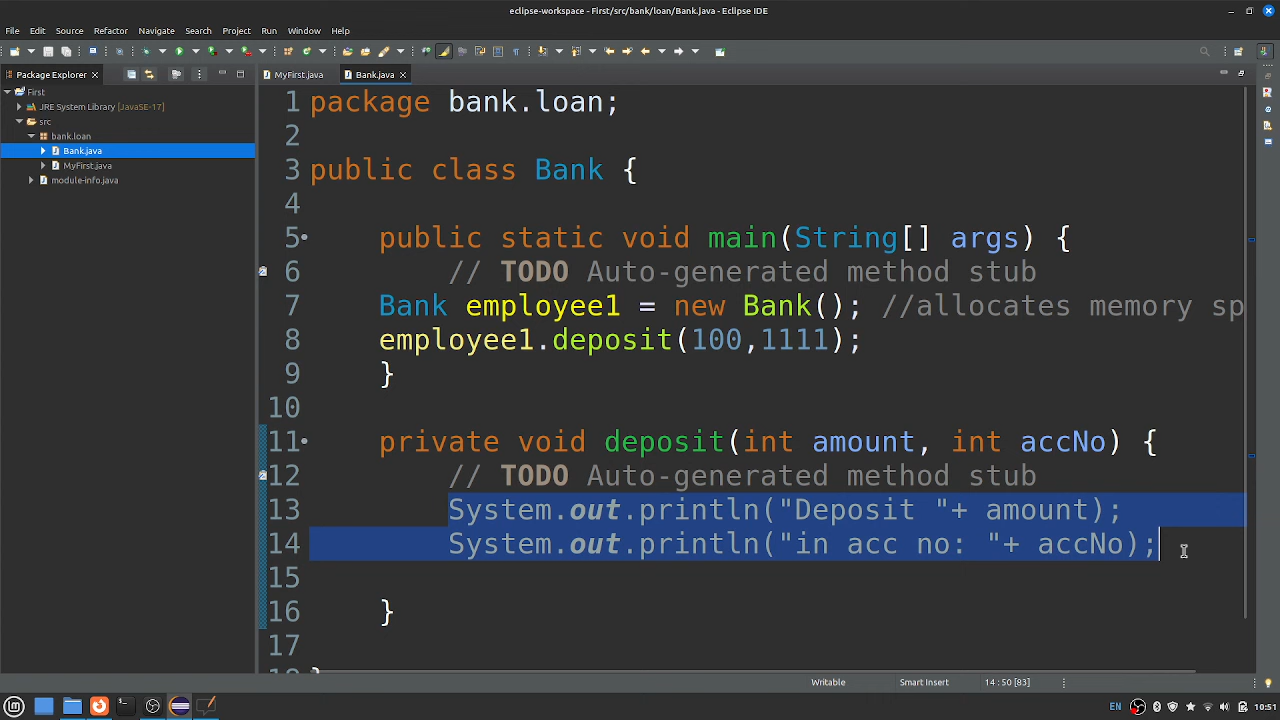 eclipse-workspace - First/src/bank/loan/Bank.java - Eclipse IDE
File Edit Source Refactor Navigate Search Project Run Window Help
Package Explorer
MyFirst.java
Bank.java
First
JRE System Library [JavaSE-17]
src
bank.loan
Bank.java
MyFirst.java
module-info.java
1 package bank.loan;
2
3 public class Bank {
4
5 public static void main(String[] args) {
6 // TODO Auto-generated method stub
7 Bank employee1 = new Bank(); //allocates memory sp
8 employee1.deposit(100,1111);
9 }
10
11 private void deposit(int amount, int accNo) {
12 // TODO Auto-generated method stub
13 System.out.println("Deposit "+ amount);
14 System.out.println("in acc no: "+ accNo);
15
16 }
17
18 }
Writable Smart Insert 14 : 50 [83]
EN 10:51